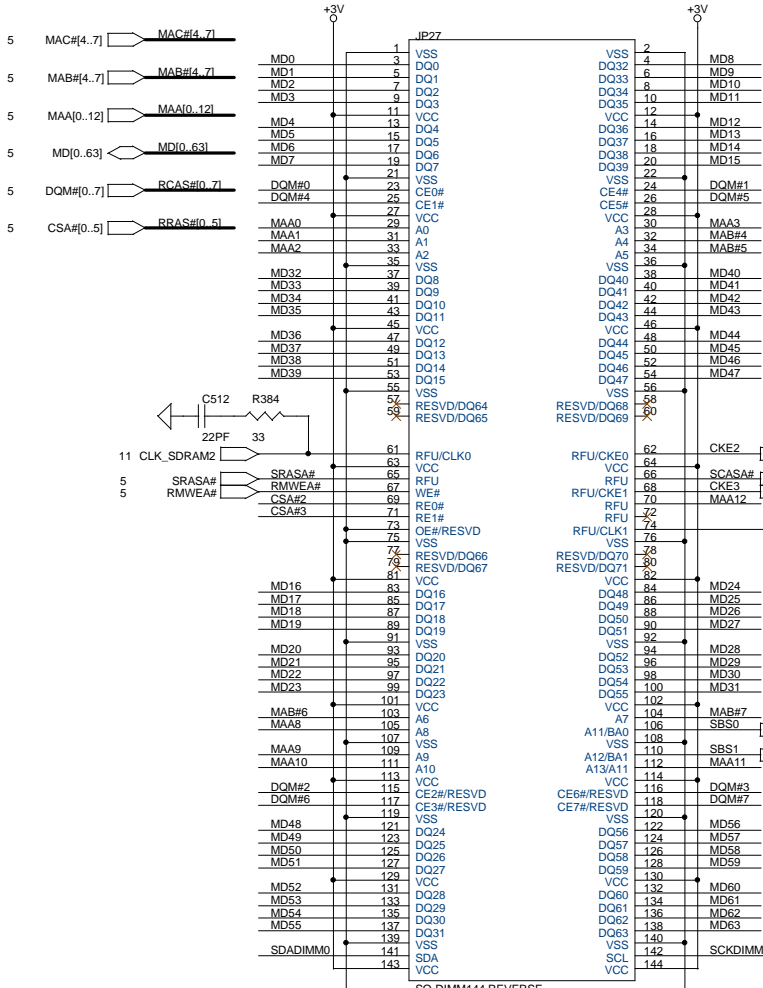 +3V +3V
JP27
5 MAC#[4..7] MAC#[4..7]
5 MAB#[4..7] MAB#[4..7]
5 MAA[0..12] MAA[0..12]
5 MD[0..63] MD[0..63]
5 DQM#[0..7] RCAS#[0..7]
5 CSA#[0..5] RRAS#[0..5]
1 VSS VSS 2
MD0 3 DQ0 DQ32 4 MD8
MD1 5 DQ1 DQ33 6 MD9
MD2 7 DQ2 DQ34 8 MD10
MD3 9 DQ3 DQ35 10 MD11
11 VCC VCC 12
MD4 13 DQ4 DQ36 14 MD12
MD5 15 DQ5 DQ37 16 MD13
MD6 17 DQ6 DQ38 18 MD14
MD7 19 DQ7 DQ39 20 MD15
21 VSS VSS 22
DQM#0 23 CE0# CE4# 24 DQM#1
DQM#4 25 CE1# CE5# 26 DQM#5
27 VCC VCC 28
MAA0 29 A0 A3 30 MAA3
MAA1 31 A1 A4 32 MAB#4
MAA2 33 A2 A5 34 MAB#5
35 VSS VSS 36
MD32 37 DQ8 DQ40 38 MD40
MD33 39 DQ9 DQ41 40 MD41
MD34 41 DQ10 DQ42 42 MD42
MD35 43 DQ11 DQ43 44 MD43
45 VCC VCC 46
MD36 47 DQ12 DQ44 48 MD44
MD37 49 DQ13 DQ45 50 MD45
MD38 51 DQ14 DQ46 52 MD46
MD39 53 DQ15 DQ47 54 MD47
55 VSS VSS 56
57 RESVD/DQ64 RESVD/DQ68 58
59 RESVD/DQ65 RESVD/DQ69 60
C512 R384
22PF 33
11 CLK_SDRAM2 61 RFU/CLK0 RFU/CKE0 62 CKE2
63 VCC VCC 64
5 SRASA# SRASA# 65 RFU RFU 66 SCASA#
5 RMWEA# RMWEA# 67 WE# RFU/CKE1 68 CKE3
CSA#2 69 RE0# RFU 70 MAA12
CSA#3 71 RE1# RFU 72
73 OE#/RESVD RFU/CLK1 74
75 VSS VSS 76
77 RESVD/DQ66 RESVD/DQ70 78
79 RESVD/DQ67 RESVD/DQ71 80
81 VCC VCC 82
MD16 83 DQ16 DQ48 84 MD24
MD17 85 DQ17 DQ49 86 MD25
MD18 87 DQ18 DQ50 88 MD26
MD19 89 DQ19 DQ51 90 MD27
91 VSS VSS 92
MD20 93 DQ20 DQ52 94 MD28
MD21 95 DQ21 DQ53 96 MD29
MD22 97 DQ22 DQ54 98 MD30
MD23 99 DQ23 DQ55 100 MD31
101 VCC VCC 102
MAB#6 103 A6 A7 104 MAB#7
MAA8 105 A8 A11/BA0 106 SBS0
107 VSS VSS 108
MAA9 109 A9 A12/BA1 110 SBS1
MAA10 111 A10 A13/A11 112 MAA11
113 VCC VCC 114
DQM#2 115 CE2#/RESVD CE6#/RESVD 116 DQM#3
DQM#6 117 CE3#/RESVD CE7#/RESVD 118 DQM#7
119 VSS VSS 120
MD48 121 DQ24 DQ56 122 MD56
MD49 123 DQ25 DQ57 124 MD57
MD50 125 DQ26 DQ58 126 MD58
MD51 127 DQ27 DQ59 128 MD59
129 VCC VCC 130
MD52 131 DQ28 DQ60 132 MD60
MD53 133 DQ29 DQ61 134 MD61
MD54 135 DQ30 DQ62 136 MD62
MD55 137 DQ31 DQ63 138 MD63
139 VSS VSS 140
SDADIMM0 141 SDA SCL 142 SCKDIMM
143 VCC VCC 144
SO-DIMM144 REVERSE